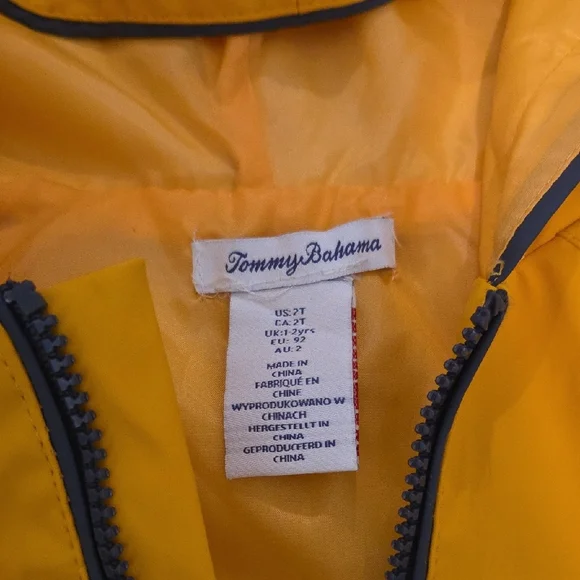 Tommy Bahama
US: 2T
CA: 2T
UK: 1-2yrs
EU: 92
AU: 2
MADE IN
CHINA
FABRIQUÉ EN
CHINE
WYPRODUKOWANO W
CHINACH
HERGESTELLT IN
CHINA
GEPRODUCEERD IN
CHINA